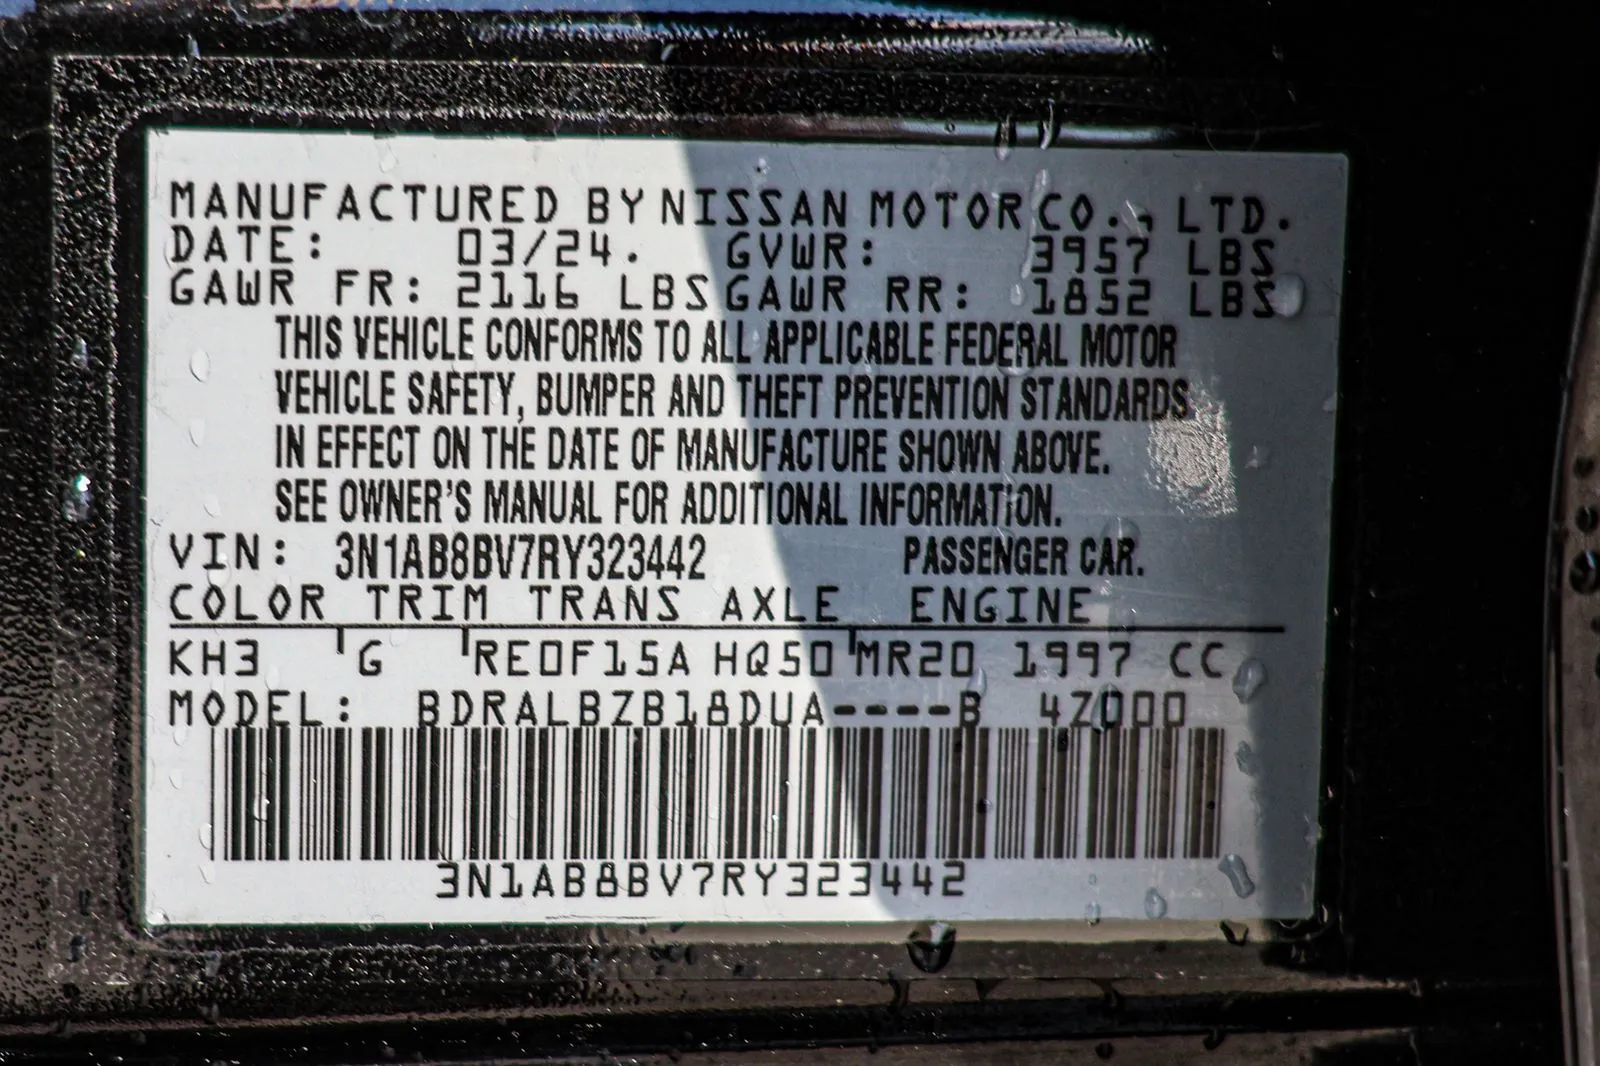 MANUFACTURED BY NISSAN MOTOR CO., LTD.
DATE: 03/24. GVWR: 3957 LBS
GAWR FR: 2116 LBS GAWR RR: 1852 LBS
THIS VEHICLE CONFORMS TO ALL APPLICABLE FEDERAL MOTOR
VEHICLE SAFETY, BUMPER AND THEFT PREVENTION STANDARDS
IN EFFECT ON THE DATE OF MANUFACTURE SHOWN ABOVE.
SEE OWNER'S MANUAL FOR ADDITIONAL INFORMATION.
VIN: 3N1AB8BV7RY323442 PASSENGER CAR.
COLOR TRIM TRANS AXLE ENGINE
KH3 G RE0F15A HQ50 MR20 1997 CC
MODEL: BDRALBZB18DUA----B 4Z000
3N1AB8BV7RY323442